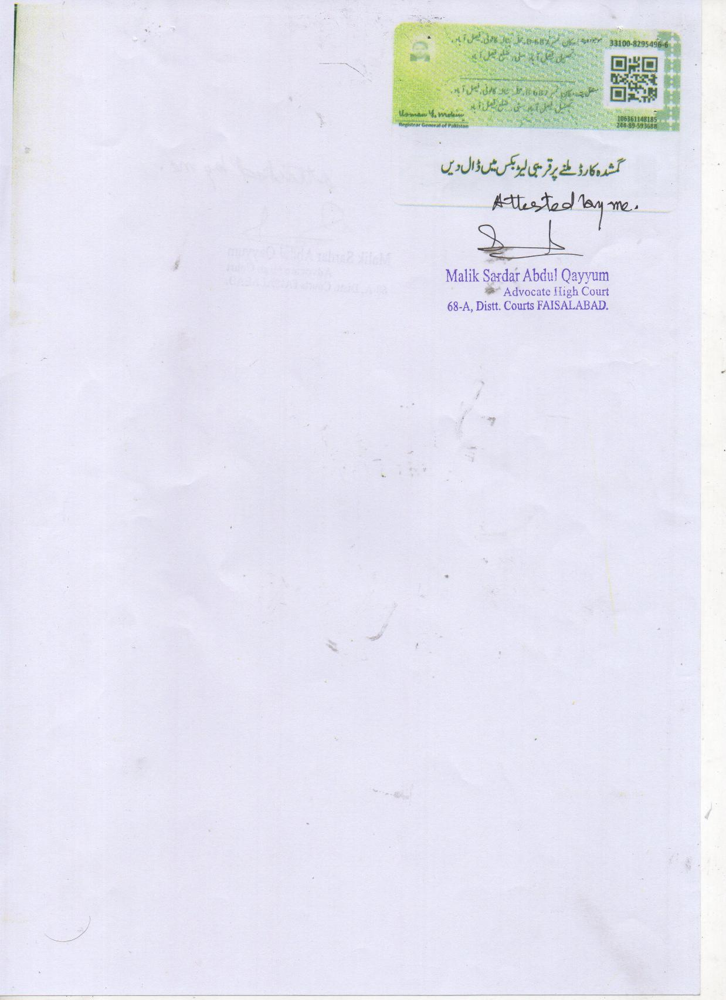 موجودہ پتہ: مکان نمبر B-687، محلہ کالونی، فیصل آباد،
تحصیل فیصل آباد سٹی، ضلع فیصل آباد
33100-8295496-6
مستقل پتہ: مکان نمبر B-687، محلہ کالونی، فیصل آباد،
تحصیل فیصل آباد سٹی، ضلع فیصل آباد
Usman Y. Mobin
Registrar General of Pakistan
106361148185
244-89-593688
گمشدہ کارڈ ملنے پر قریبی لیٹر بکس میں ڈال دیں
Attested by me.
Malik Sardar Abdul Qayyum
Advocate High Court
68-A, Distt. Courts FAISALABAD.